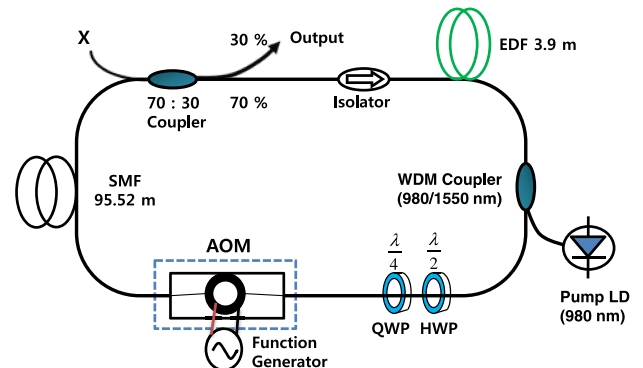 X
30 %
Output
EDF 3.9 m
70 : 30
Coupler
70 %
Isolator
SMF
95.52 m
WDM Coupler
(980/1550 nm)
AOM
λ
4
λ
2
QWP
HWP
Pump LD
(980 nm)
Function
Generator